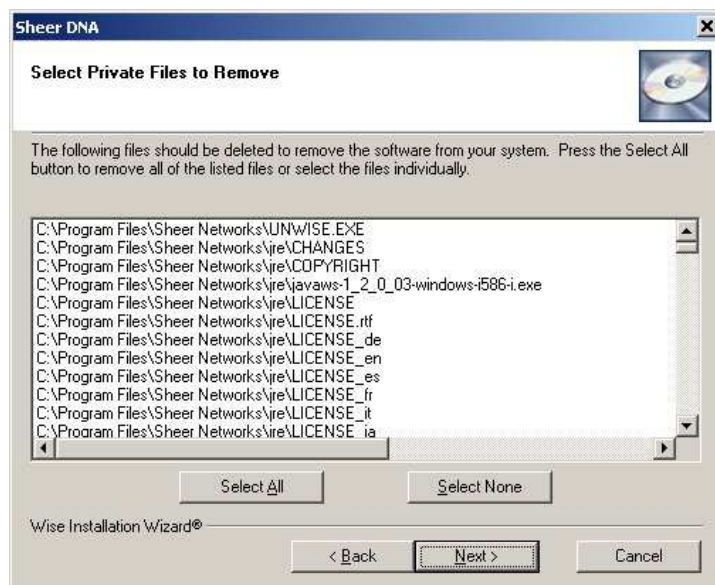 Sheer DNA
Select Private Files to Remove
The following files should be deleted to remove the software from your system. Press the Select All
button to remove all of the listed files or select the files individually.
C:\Program Files\Sheer Networks\UNWISE.EXE
C:\Program Files\Sheer Networks\jre\CHANGES
C:\Program Files\Sheer Networks\jre\COPYRIGHT
C:\Program Files\Sheer Networks\jre\javaws-1_2_0_03-windows-i586-i.exe
C:\Program Files\Sheer Networks\jre\LICENSE
C:\Program Files\Sheer Networks\jre\LICENSE.rtf
C:\Program Files\Sheer Networks\jre\LICENSE_de
C:\Program Files\Sheer Networks\jre\LICENSE_en
C:\Program Files\Sheer Networks\jre\LICENSE_es
C:\Program Files\Sheer Networks\jre\LICENSE_fr
C:\Program Files\Sheer Networks\jre\LICENSE_it
C:\Program Files\Sheer Networks\jre\LICENSE_ja
Select All
Select None
Wise Installation Wizard®
< Back
Next >
Cancel